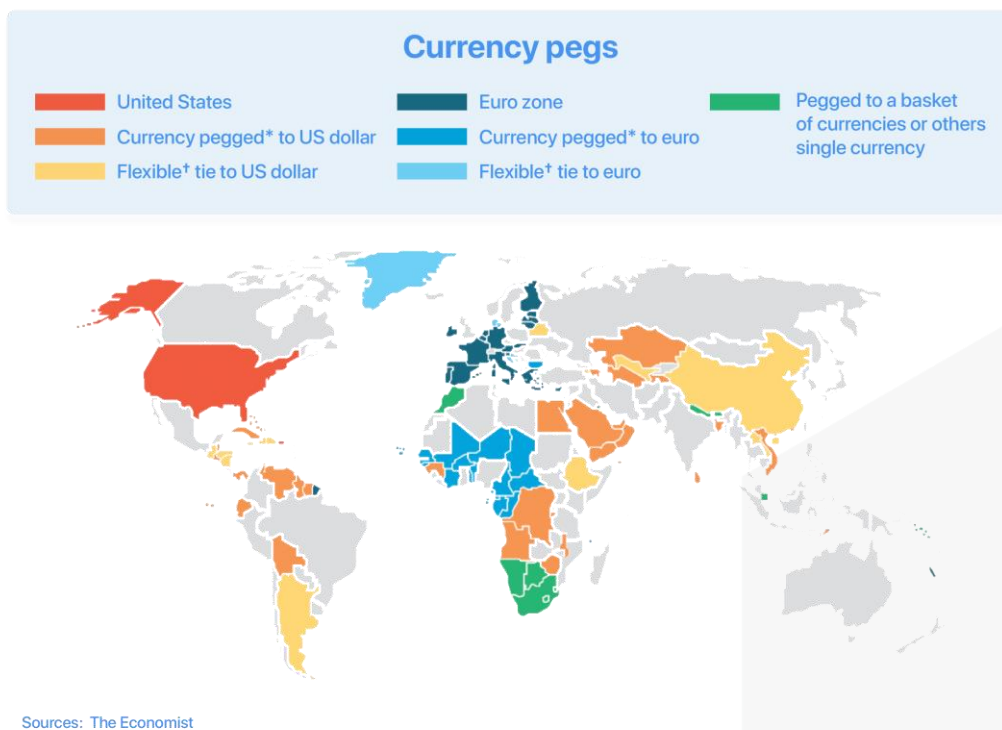 Currency pegs
United States
Currency pegged* to US dollar
Flexible† tie to US dollar
Euro zone
Currency pegged* to euro
Flexible† tie to euro
Pegged to a basket
of currencies or others
single currency
Sources: The Economist